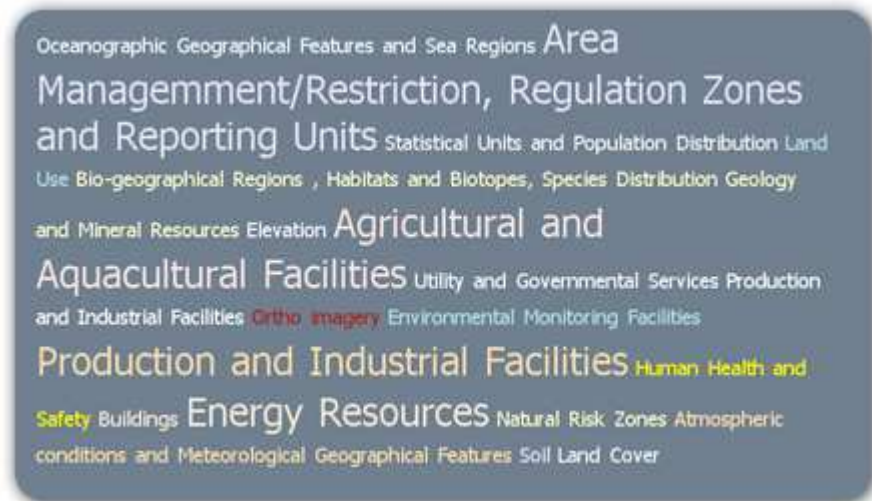 Oceanographic Geographical Features and Sea Regions Area
Managemment/Restriction, Regulation Zones
and Reporting Units Statistical Units and Population Distribution Land
Use Bio-geographical Regions , Habitats and Biotopes, Species Distribution Geology
and Mineral Resources Elevation Agricultural and
Aquacultural Facilities Utility and Governmental Services Production
and Industrial Facilities Ortho imagery Environmental Monitoring Facilities
Production and Industrial Facilities Human Health and
Safety Buildings Energy Resources Natural Risk Zones Atmospheric
conditions and Meteorological Geographical Features Soil Land Cover